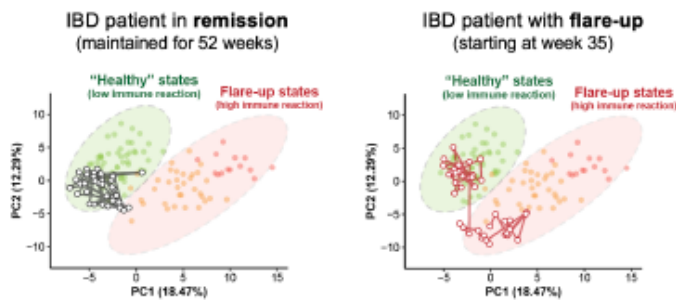 IBD patient in remission
(maintained for 52 weeks)
"Healthy" states
(low immune reaction)
Flare-up states
(high immune reaction)
10
5
0
−5
−10
PC2 (12.29%)
−5
0
5
10
15
PC1 (18.47%)
IBD patient with flare-up
(starting at week 35)
"Healthy" states
(low immune reaction)
Flare-up states
(high immune reaction)
10
5
0
−5
−10
PC2 (12.29%)
−5
0
5
10
15
PC1 (18.47%)